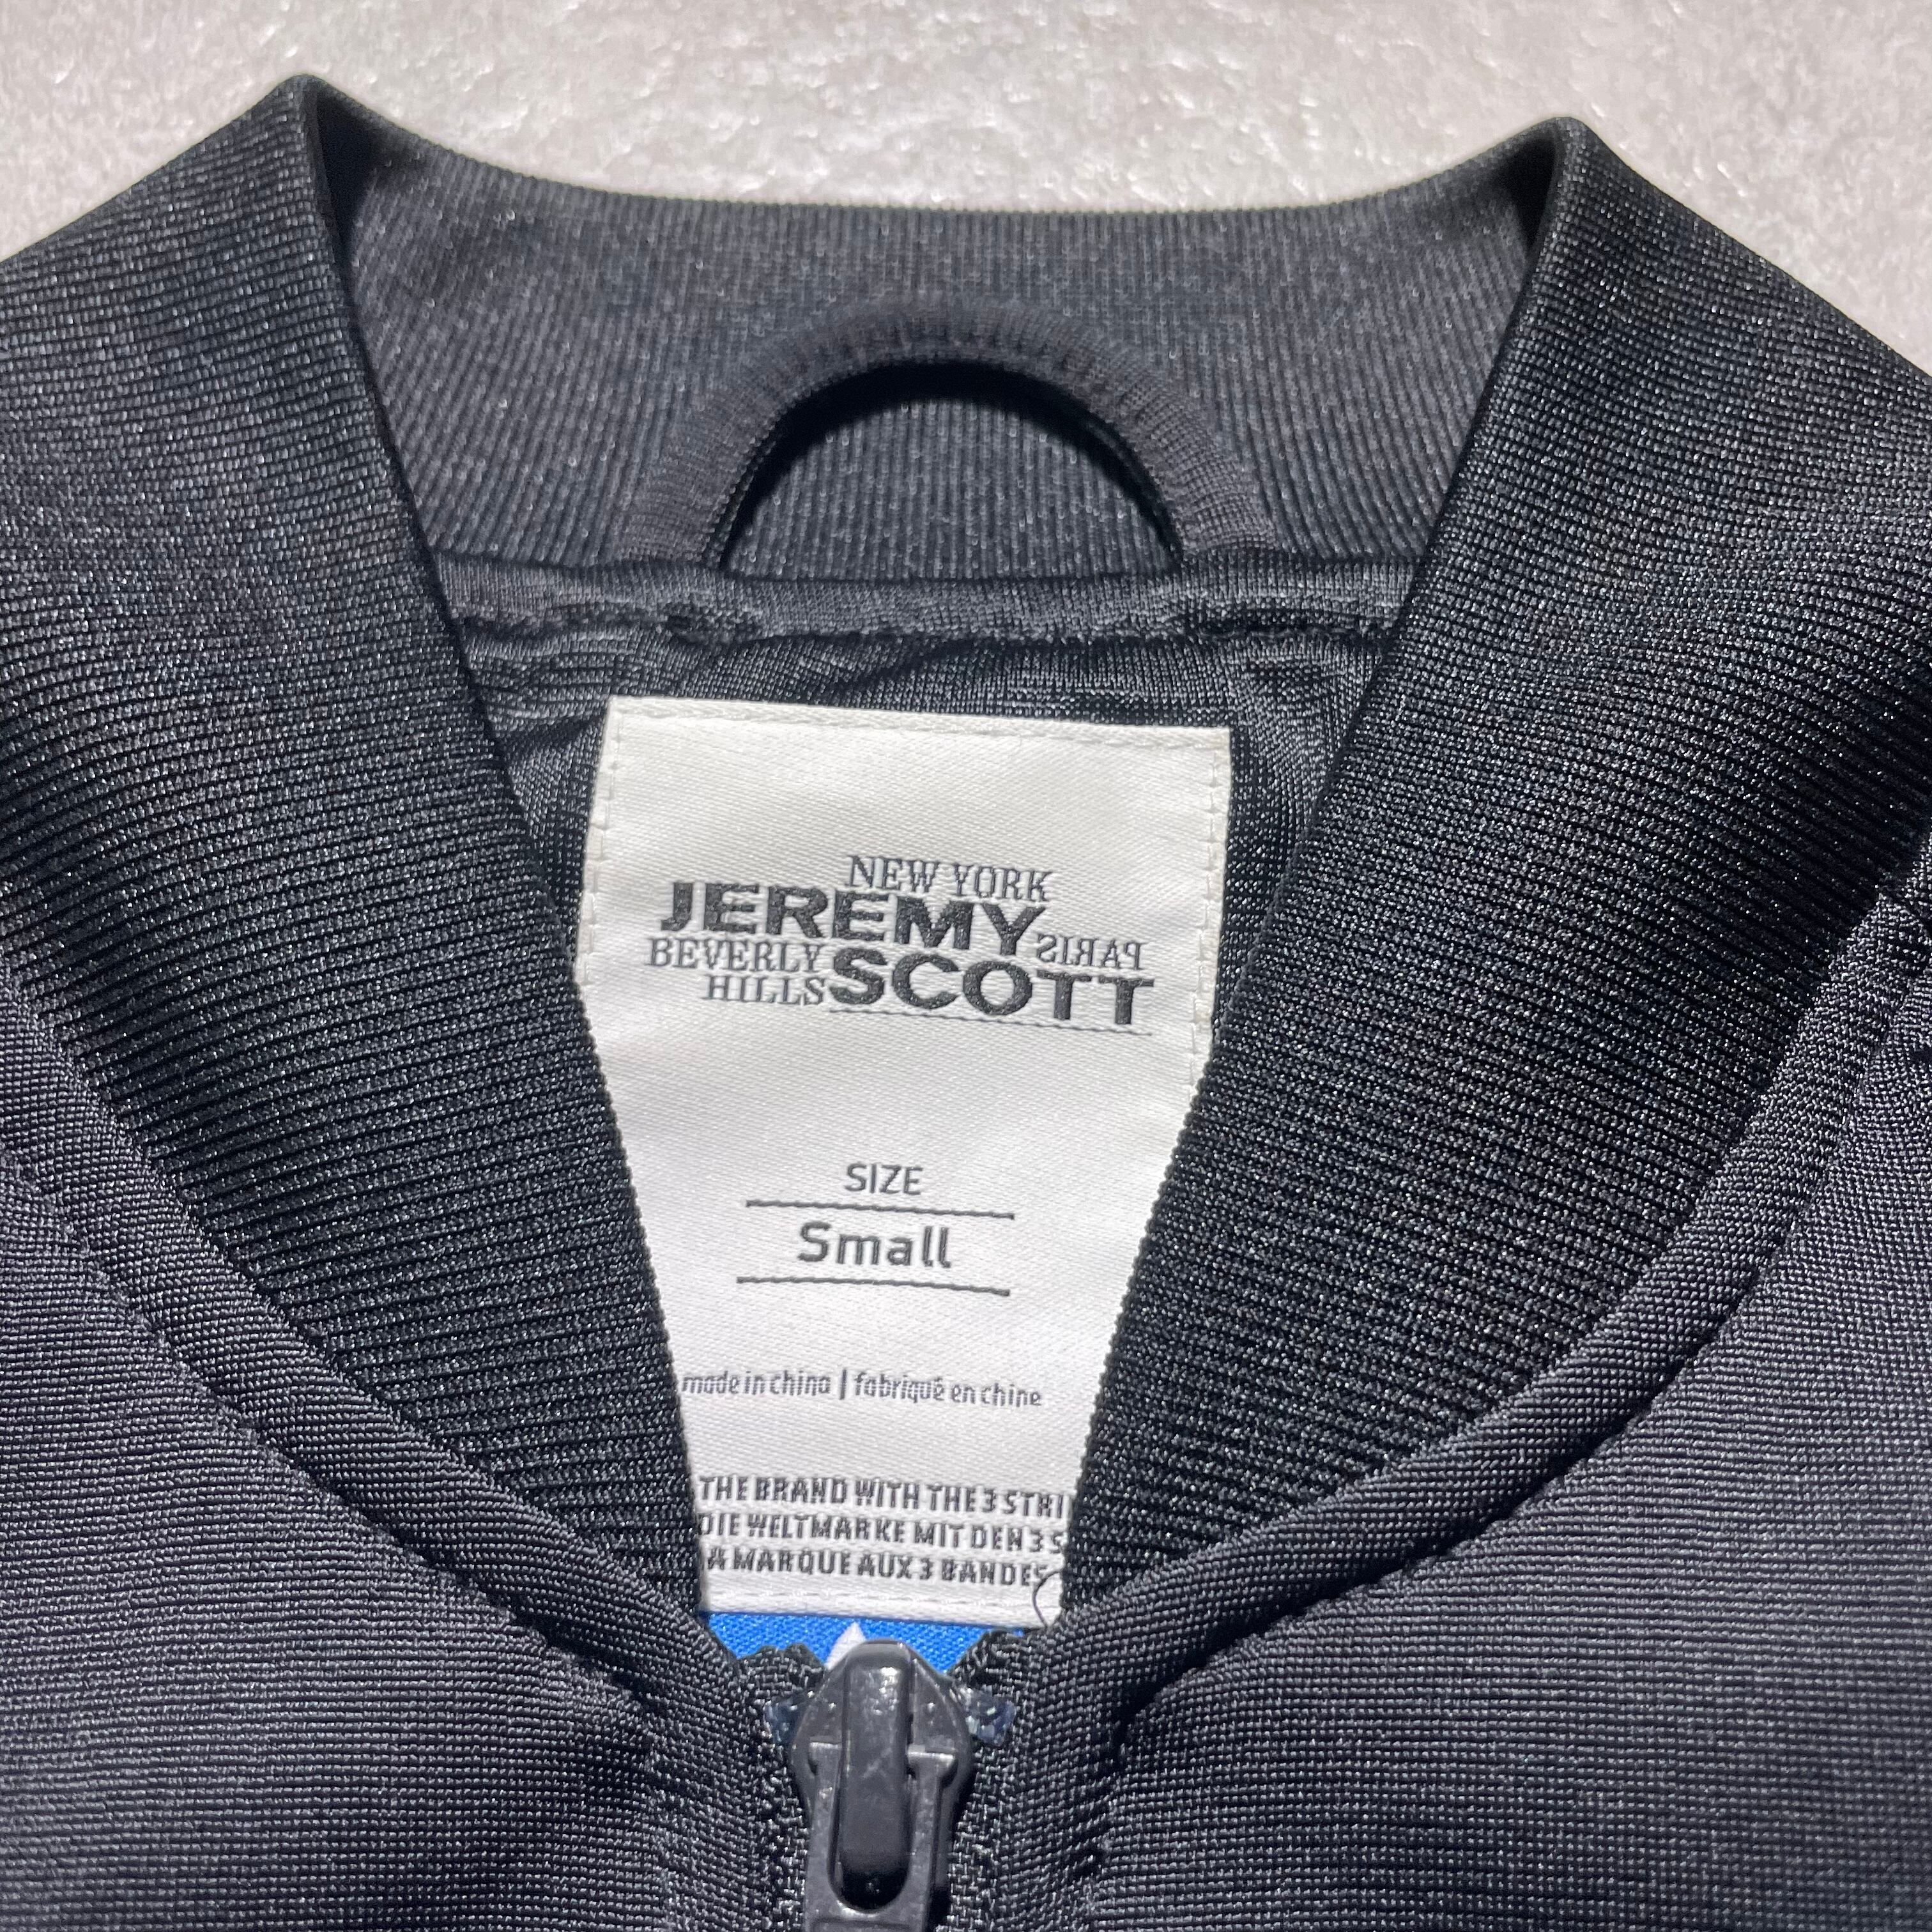 NEW YORK
JEREMY PARIS
BEVERLY HILLS SCOTT
SIZE
Small
made in china | fabriqué en chine
THE BRAND WITH THE 3
DIE WELTMARKE MIT DEN 3
MARQUE AUX 3 BANDES